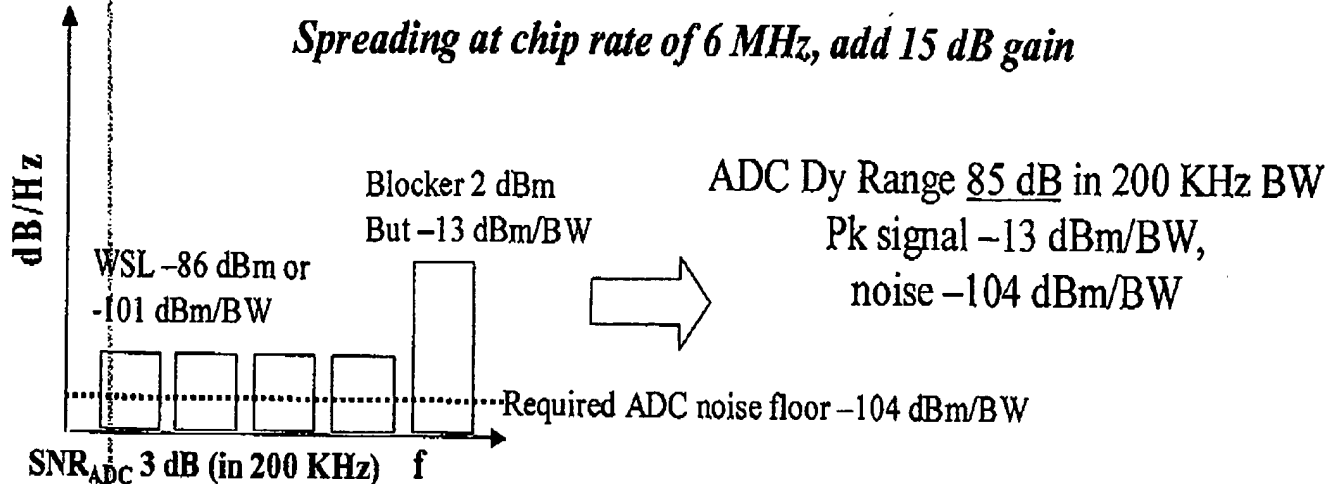 Spreading at chip rate of 6 MHz, add 15 dB gain
dB/Hz
Blocker 2 dBm
But –13 dBm/BW
WSL –86 dBm or
-101 dBm/BW
ADC Dy Range 85 dB in 200 KHz BW
Pk signal –13 dBm/BW,
noise –104 dBm/BW
Required ADC noise floor –104 dBm/BW
SNRADC 3 dB (in 200 KHz) f